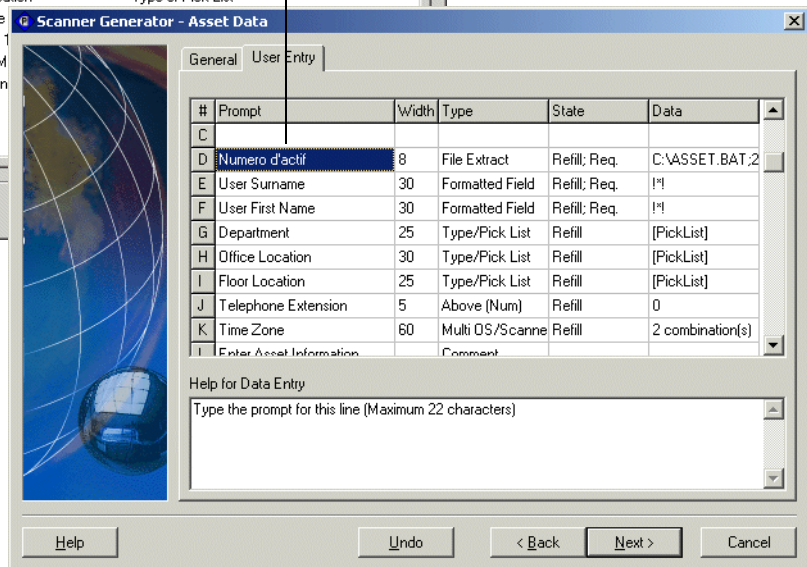 Scanner Generator - Asset Data
General User Entry
# Prompt Width Type State Data
C
D Numero d'actif 8 File Extract Refill; Req. C:\ASSET.BAT;2
E User Surname 30 Formatted Field Refill; Req. !*!
F User First Name 30 Formatted Field Refill; Req. !*!
G Department 25 Type/Pick List Refill [PickList]
H Office Location 30 Type/Pick List Refill [PickList]
I Floor Location 25 Type/Pick List Refill [PickList]
J Telephone Extension 5 Above (Num) Refill 0
K Time Zone 60 Multi OS/Scanne Refill 2 combination(s)
L Enter Asset Information Comment
Help for Data Entry
Type the prompt for this line (Maximum 22 characters)
Help Undo < Back Next > Cancel